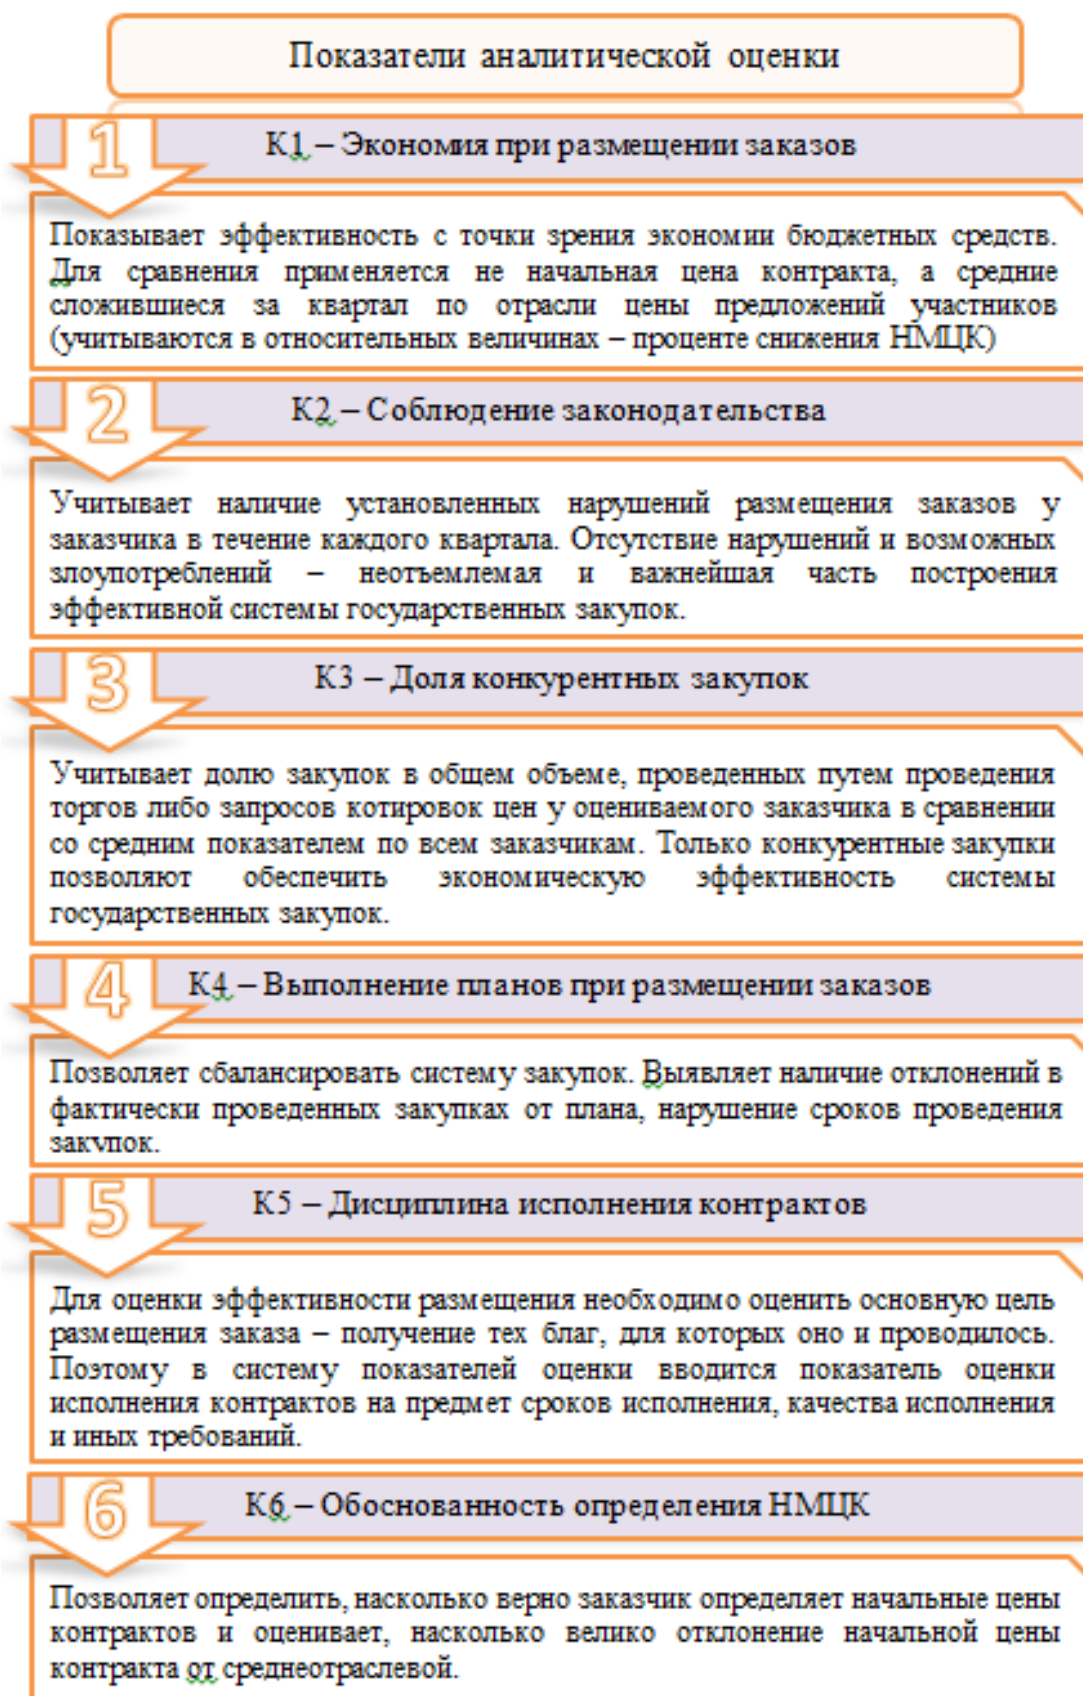 Показатели аналитической оценки
1
К1 – Экономия при размещении заказов
Показывает эффективность с точки зрения экономии бюджетных средств.
Для сравнения применяется не начальная цена контракта, а средние
сложившиеся за квартал по отрасли цены предложений участников
(учитываются в относительных величинах – проценте снижения НМЦК)
2
К2 – Соблюдение законодательства
Учитывает наличие установленных нарушений размещения заказов у
заказчика в течение каждого квартала. Отсутствие нарушений и возможных
злоупотреблений – неотъемлемая и важнейшая часть построения
эффективной системы государственных закупок.
3
К3 – Доля конкурентных закупок
Учитывает долю закупок в общем объеме, проведенных путем проведения
торгов либо запросов котировок цен у оцениваемого заказчика в сравнении
со средним показателем по всем заказчикам. Только конкурентные закупки
позволяют обеспечить экономическую эффективность системы
государственных закупок.
4
К4 – Выполнение планов при размещении заказов
Позволяет сбалансировать систему закупок. Выявляет наличие отклонений в
фактически проведенных закупках от плана, нарушение сроков проведения
закупок.
5
К5 – Дисциплина исполнения контрактов
Для оценки эффективности размещения необходимо оценить основную цель
размещения заказа – получение тех благ, для которых оно и проводилось.
Поэтому в систему показателей оценки вводится показатель оценки
исполнения контрактов на предмет сроков исполнения, качества исполнения
и иных требований.
6
К6 – Обоснованность определения НМЦК
Позволяет определить, насколько верно заказчик определяет начальные цены
контрактов и оценивает, насколько велико отклонение начальной цены
контракта от среднеотраслевой.